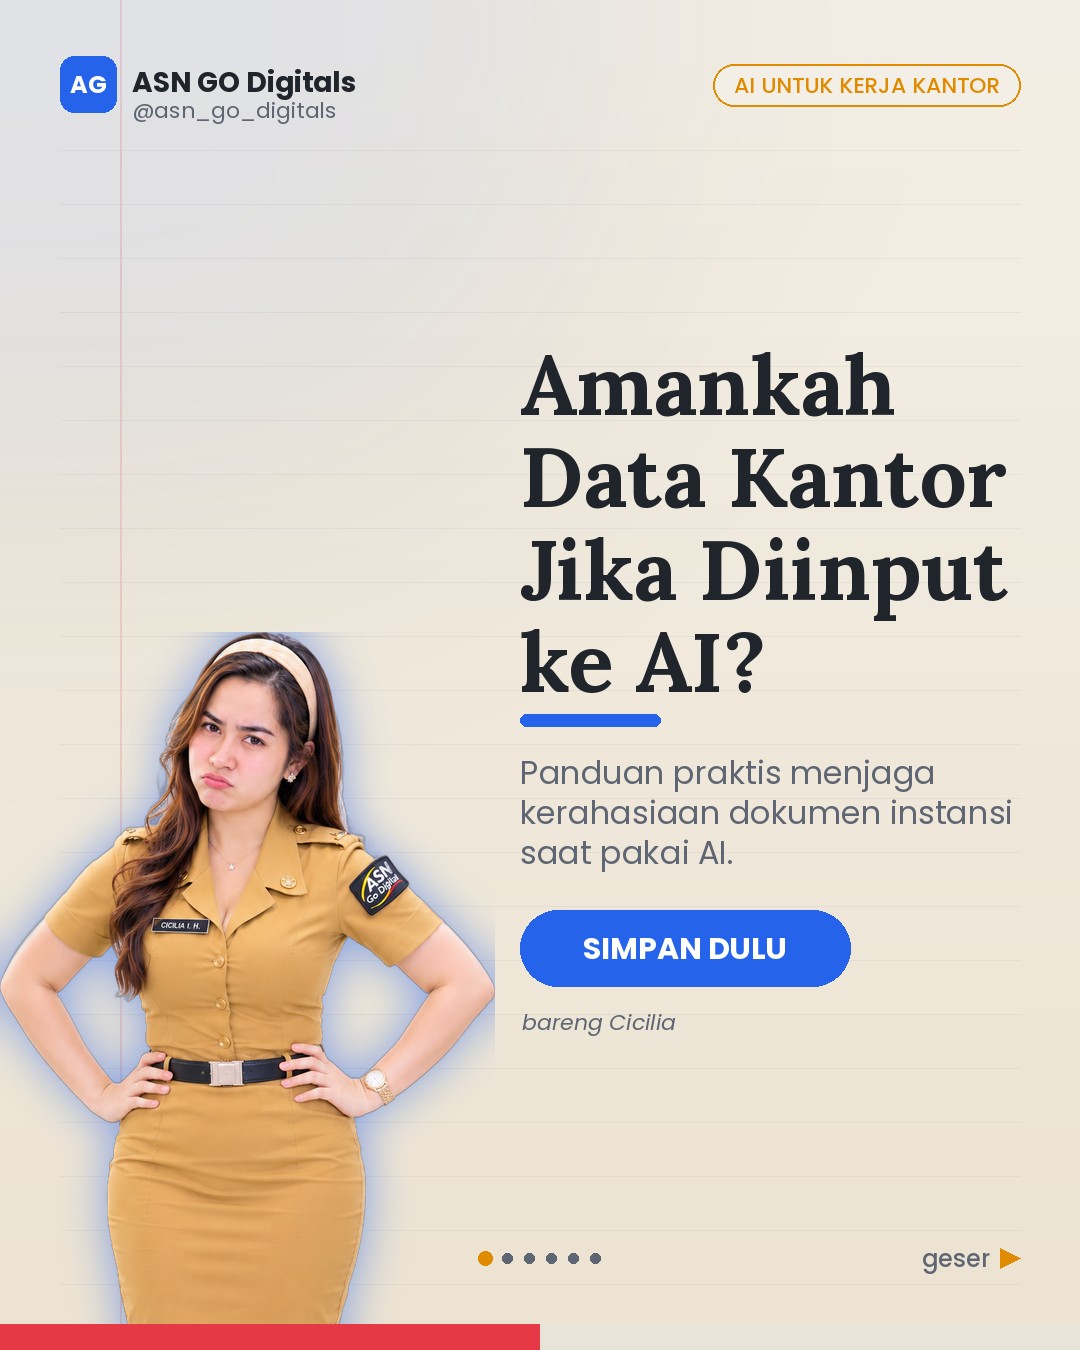 AG
ASN GO Digitals
@asn_go_digitals
AI UNTUK KERJA KANTOR
Amankah
Data Kantor
Jika Diinput
ke AI?
Panduan praktis menjaga
kerahasiaan dokumen instansi
saat pakai AI.
ASN
Go Digital
CICILIA I. H.
SIMPAN DULU
bareng Cicilia
geser